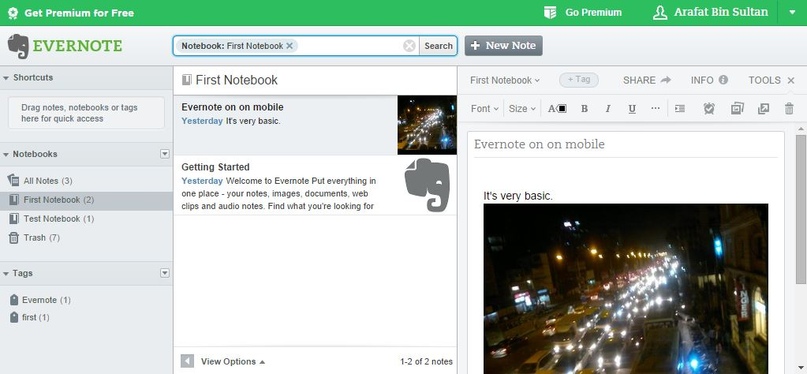 Get Premium for Free
Go Premium
Arafat Bin Sultan
EVERNOTE
Notebook: First Notebook
Search
New Note
Shortcuts
Drag notes, notebooks or tags
here for quick access
Notebooks
All Notes (3)
First Notebook (2)
Test Notebook (1)
Trash (7)
Tags
Evernote (1)
first (1)
First Notebook
Evernote on on mobile
Yesterday It's very basic.
Getting Started
Yesterday Welcome to Evernote Put everything in
one place - your notes, images, documents, web
clips and audio notes. Find what you're looking for
View Options
1-2 of 2 notes
First Notebook
+ Tag
SHARE
INFO
TOOLS
Font
Size
A
B
I
U
Evernote on on mobile
It's very basic.